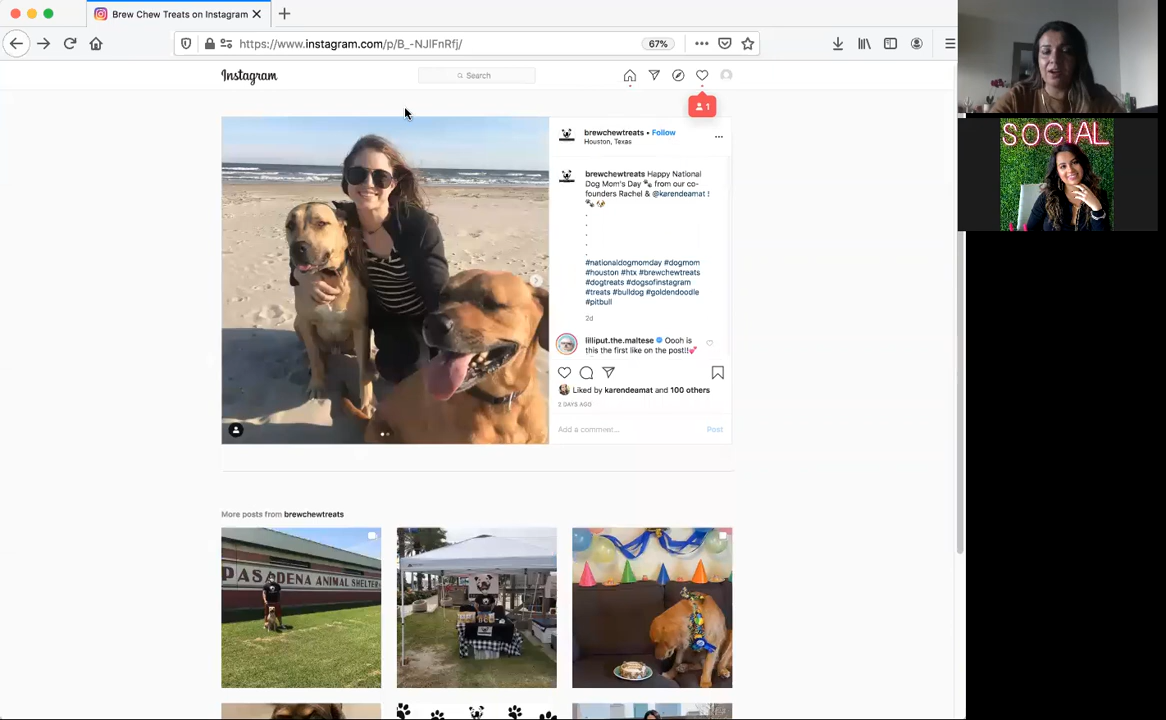 Brew Chew Treats on Instagram
https://www.instagram.com/p/B_-NJlFnRfj/
67%
Instagram
Search
1
brewchewtreats • Follow
Houston, Texas
brewchewtreats Happy National
Dog Mom's Day 🐾 from our co-
founders Rachel & @karendeamat !
🐾🐶
.
.
.
.
.
#nationaldogmomday #dogmom
#houston #htx #brewchewtreats
#dogtreats #dogsofinstagram
#treats #bulldog #goldendoodle
#pitbull
2d
lilliput.the.maltese Oooh is
this the first like on the post!!💕
Liked by karendeamat and 100 others
2 DAYS AGO
Add a comment...
Post
More posts from brewchewtreats
PASADENA ANIMAL SHELTER
SOCIAL